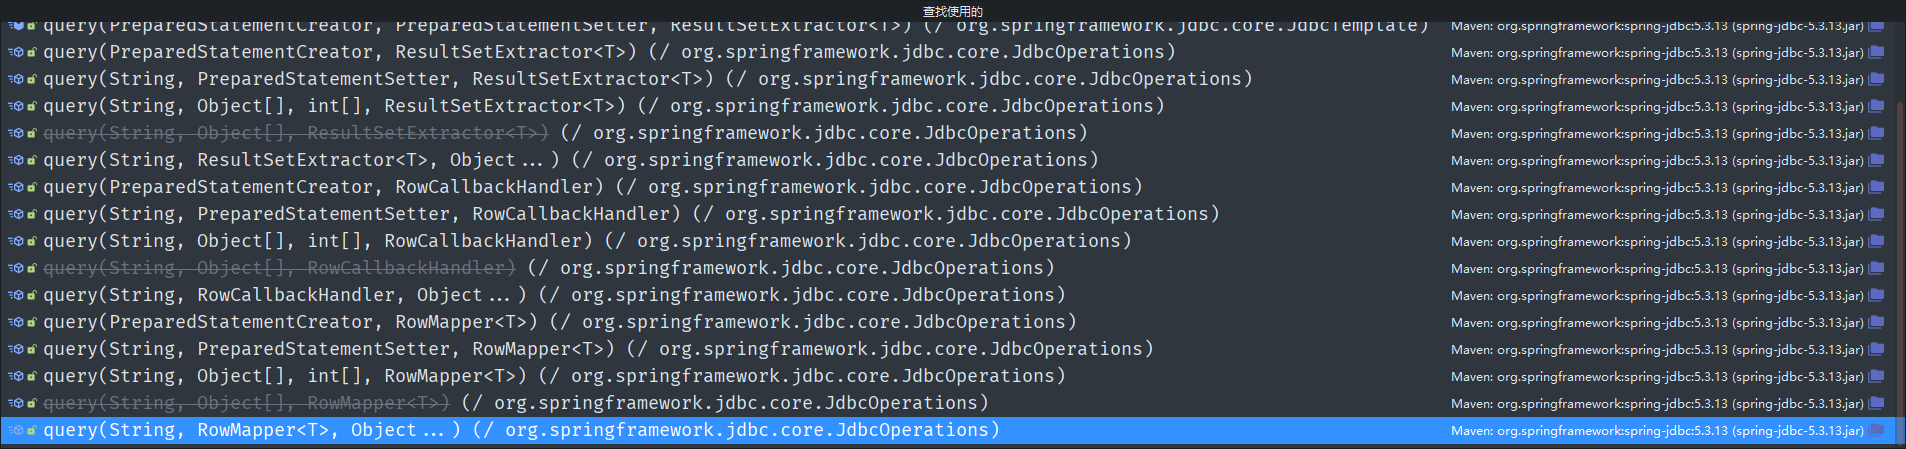 查找使用的
query(PreparedStatementCreator, PreparedStatementSetter, ResultSetExtractor<T>) (/ org.springframework.jdbc.core.JdbcTemplate) Maven: org.springframework:spring-jdbc:5.3.13 (spring-jdbc-5.3.13.jar)
query(PreparedStatementCreator, ResultSetExtractor<T>) (/ org.springframework.jdbc.core.JdbcOperations) Maven: org.springframework:spring-jdbc:5.3.13 (spring-jdbc-5.3.13.jar)
query(String, PreparedStatementSetter, ResultSetExtractor<T>) (/ org.springframework.jdbc.core.JdbcOperations) Maven: org.springframework:spring-jdbc:5.3.13 (spring-jdbc-5.3.13.jar)
query(String, Object[], int[], ResultSetExtractor<T>) (/ org.springframework.jdbc.core.JdbcOperations) Maven: org.springframework:spring-jdbc:5.3.13 (spring-jdbc-5.3.13.jar)
query(String, Object[], ResultSetExtractor<T>) (/ org.springframework.jdbc.core.JdbcOperations) Maven: org.springframework:spring-jdbc:5.3.13 (spring-jdbc-5.3.13.jar)
query(String, ResultSetExtractor<T>, Object...) (/ org.springframework.jdbc.core.JdbcOperations) Maven: org.springframework:spring-jdbc:5.3.13 (spring-jdbc-5.3.13.jar)
query(PreparedStatementCreator, RowCallbackHandler) (/ org.springframework.jdbc.core.JdbcOperations) Maven: org.springframework:spring-jdbc:5.3.13 (spring-jdbc-5.3.13.jar)
query(String, PreparedStatementSetter, RowCallbackHandler) (/ org.springframework.jdbc.core.JdbcOperations) Maven: org.springframework:spring-jdbc:5.3.13 (spring-jdbc-5.3.13.jar)
query(String, Object[], int[], RowCallbackHandler) (/ org.springframework.jdbc.core.JdbcOperations) Maven: org.springframework:spring-jdbc:5.3.13 (spring-jdbc-5.3.13.jar)
query(String, Object[], RowCallbackHandler) (/ org.springframework.jdbc.core.JdbcOperations) Maven: org.springframework:spring-jdbc:5.3.13 (spring-jdbc-5.3.13.jar)
query(String, RowCallbackHandler, Object...) (/ org.springframework.jdbc.core.JdbcOperations) Maven: org.springframework:spring-jdbc:5.3.13 (spring-jdbc-5.3.13.jar)
query(PreparedStatementCreator, RowMapper<T>) (/ org.springframework.jdbc.core.JdbcOperations) Maven: org.springframework:spring-jdbc:5.3.13 (spring-jdbc-5.3.13.jar)
query(String, PreparedStatementSetter, RowMapper<T>) (/ org.springframework.jdbc.core.JdbcOperations) Maven: org.springframework:spring-jdbc:5.3.13 (spring-jdbc-5.3.13.jar)
query(String, Object[], int[], RowMapper<T>) (/ org.springframework.jdbc.core.JdbcOperations) Maven: org.springframework:spring-jdbc:5.3.13 (spring-jdbc-5.3.13.jar)
query(String, Object[], RowMapper<T>) (/ org.springframework.jdbc.core.JdbcOperations) Maven: org.springframework:spring-jdbc:5.3.13 (spring-jdbc-5.3.13.jar)
query(String, RowMapper<T>, Object...) (/ org.springframework.jdbc.core.JdbcOperations) Maven: org.springframework:spring-jdbc:5.3.13 (spring-jdbc-5.3.13.jar)